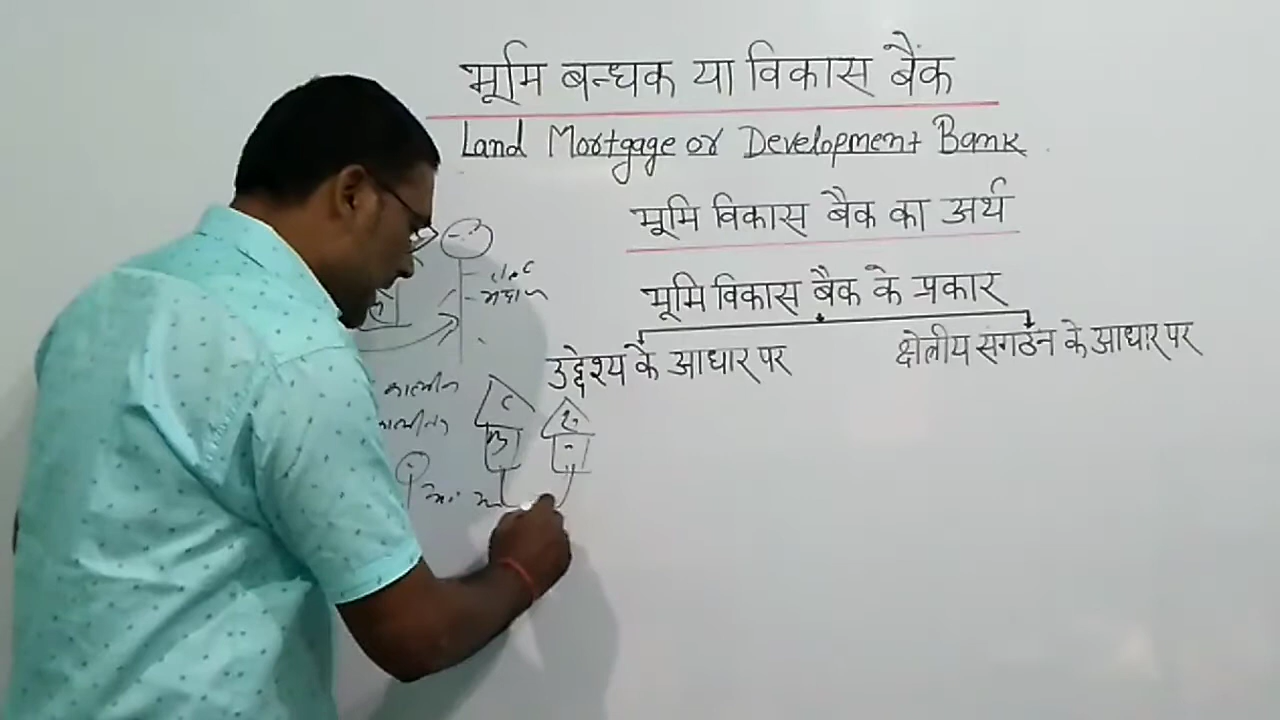 भूमि बन्धक या विकास बैंक
Land Mortgage or Development Bank
भूमि विकास बैंक का अर्थ
भूमि विकास बैंक के प्रकार
उद्देश्य के आधार पर
क्षेत्रीय संगठन के आधार पर